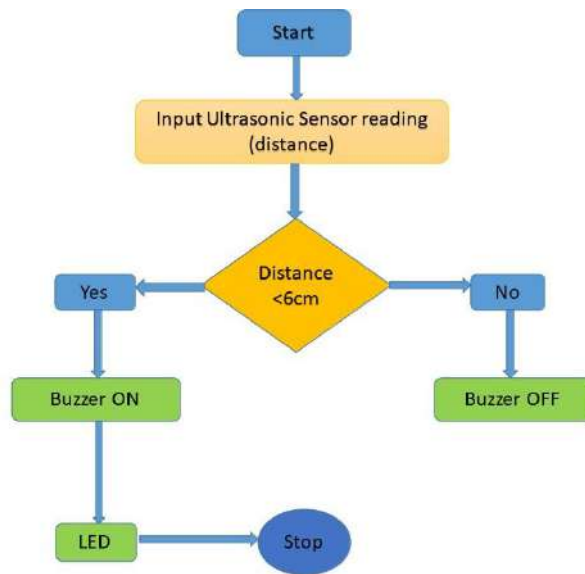 Start
Input Ultrasonic Sensor reading
(distance)
Distance
<6cm
Yes
No
Buzzer ON
Buzzer OFF
LED
Stop